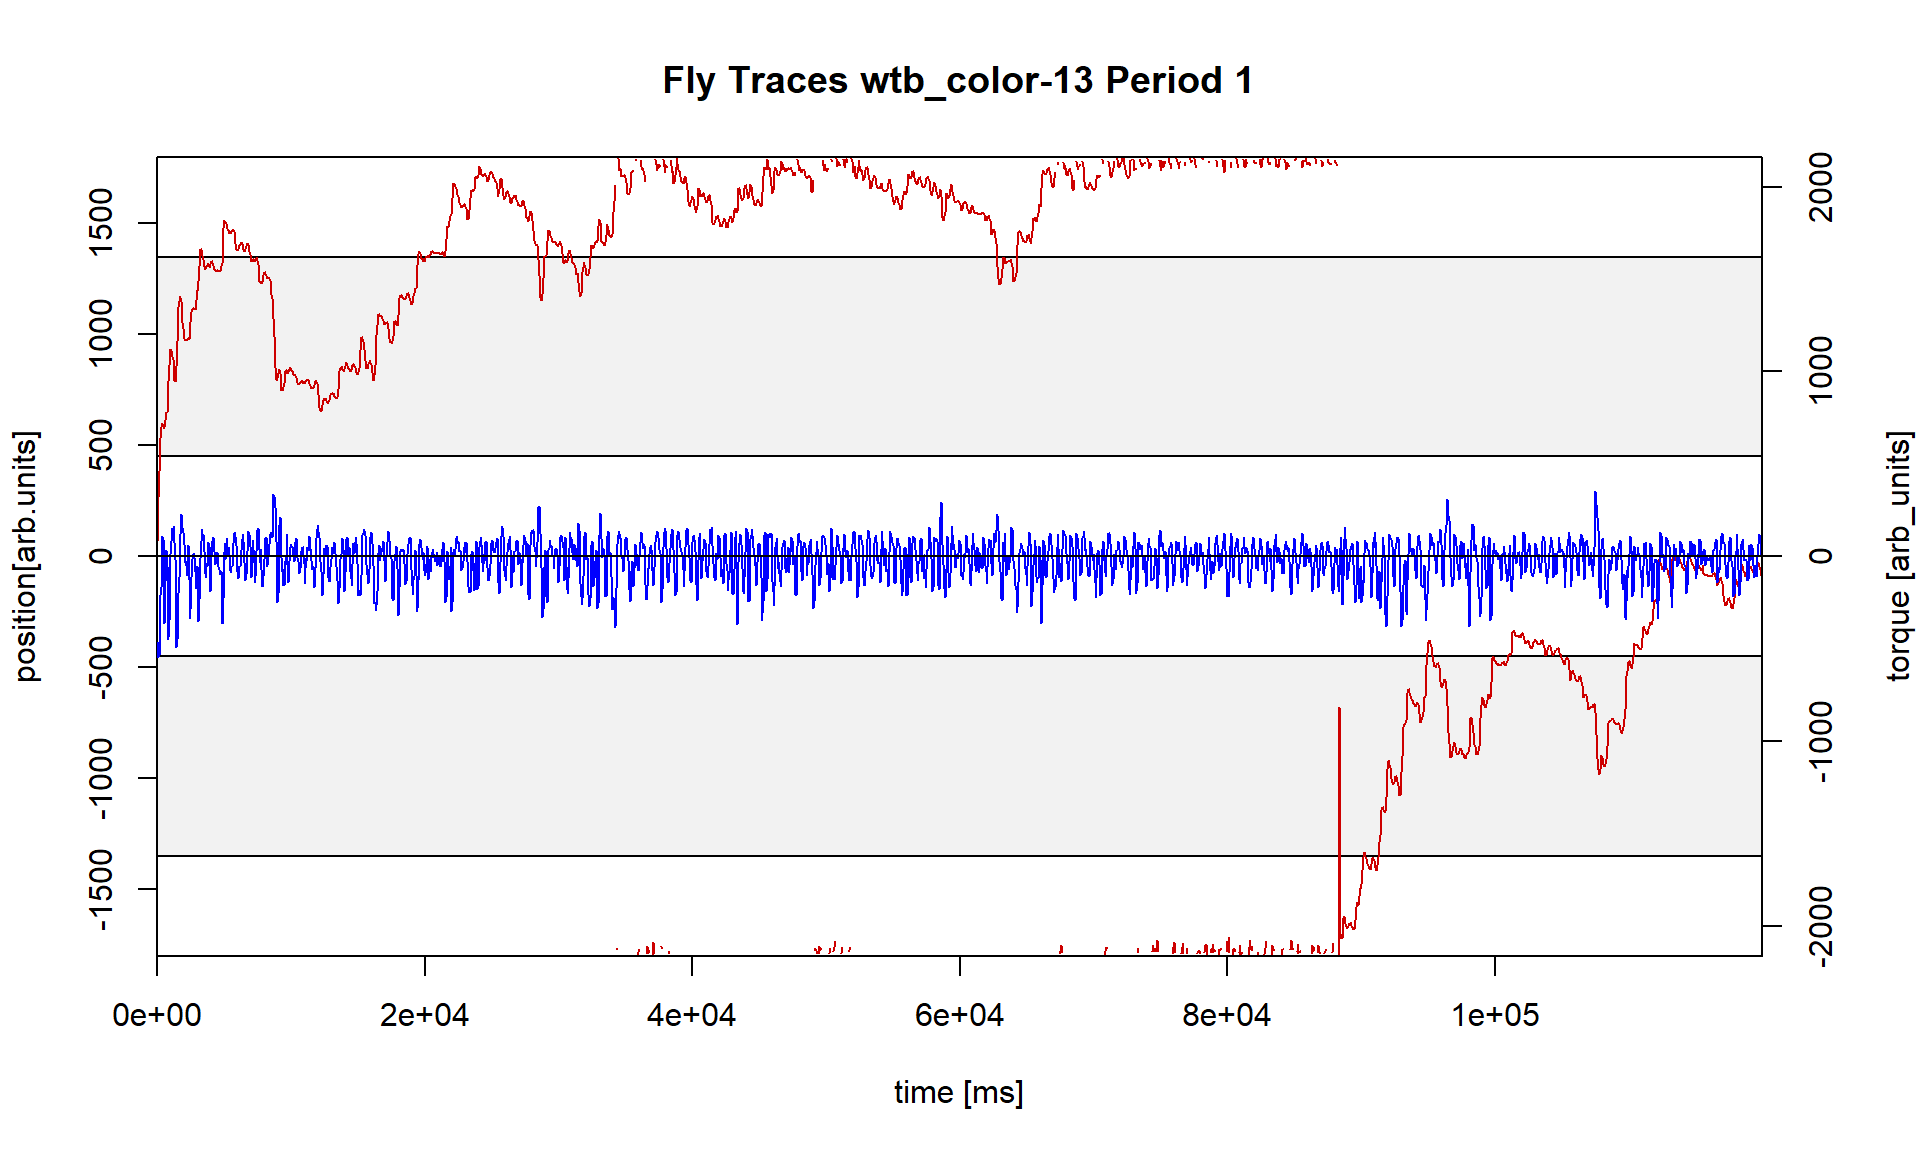 Fly Traces wtb_color-13 Period 1
position[arb.units]
1500
1000
500
0
-500
-1000
-1500
2000
1000
0
-1000
-2000
torque [arb_units]
0e+00 2e+04 4e+04 6e+04 8e+04 1e+05
time [ms]